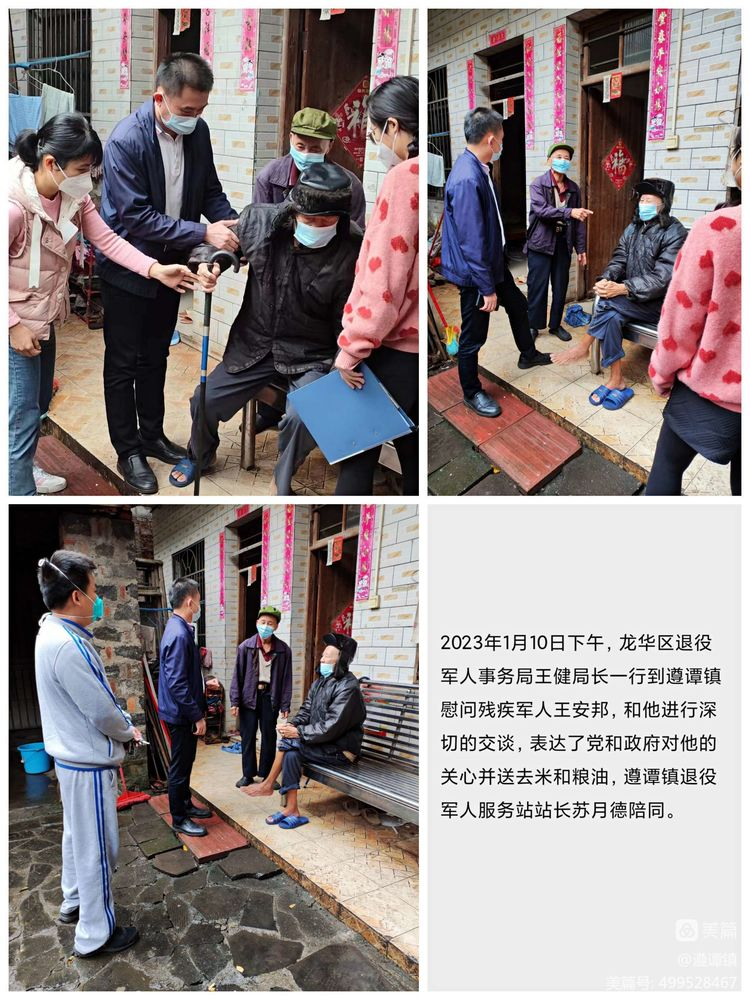 福
2023年1月10日下午，龙华区退役
军人事务局王健局长一行到遵谭镇
慰问残疾军人王安邦，和他进行深
切的交谈，表达了党和政府对他的
关心并送去米和粮油，遵谭镇退役
军人服务站站长苏月德陪同。
美篇
@遵谭镇
美篇号: 499528467